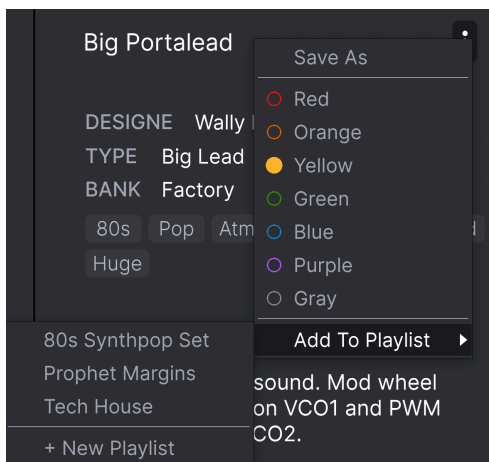 Big Portalead
Save As
Red
DESIGNE Wally
Orange
TYPE Big Lead
Yellow
BANK Factory
Green
80s Pop Atm
Blue
Huge
Purple
Gray
Add To Playlist
80s Synthpop Set
Prophet Margins
Tech House
+ New Playlist
sound. Mod wheel
on VCO1 and PWM
CO2.